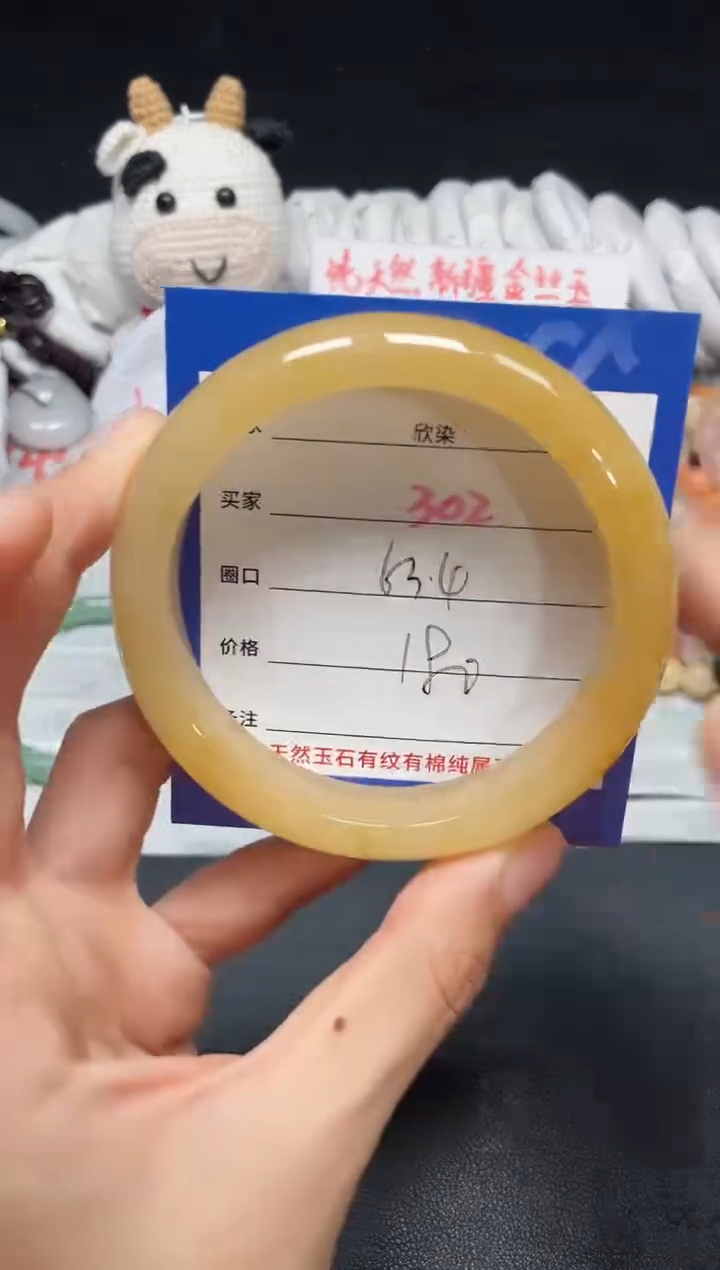 纯天然新疆金丝玉
欣染
买家 302
圈口 63.4
价格 180
注
天然玉石有纹有棉纯属